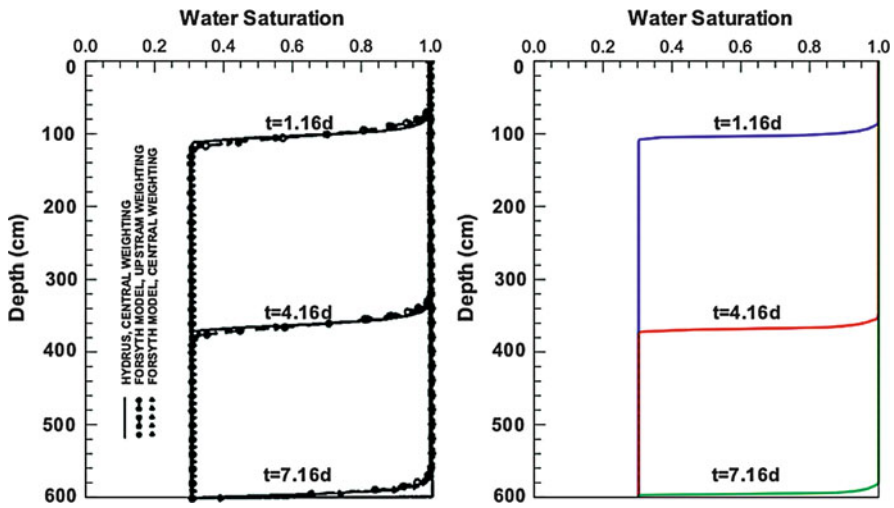 Water Saturation
0.0 0.2 0.4 0.6 0.8 1.0
0
100
200
300
400
500
600
Depth (cm)
t=1.16d
t=4.16d
t=7.16d
HYDRUS, CENTRAL WEIGHTING
FORSYTH MODEL, UPSTRAM WEIGHTING
FORSYTH MODEL, CENTRAL WEIGHTING
Water Saturation
0.0 0.2 0.4 0.6 0.8 1.0
0
100
200
300
400
500
600
Depth (cm)
t=1.16d
t=4.16d
t=7.16d